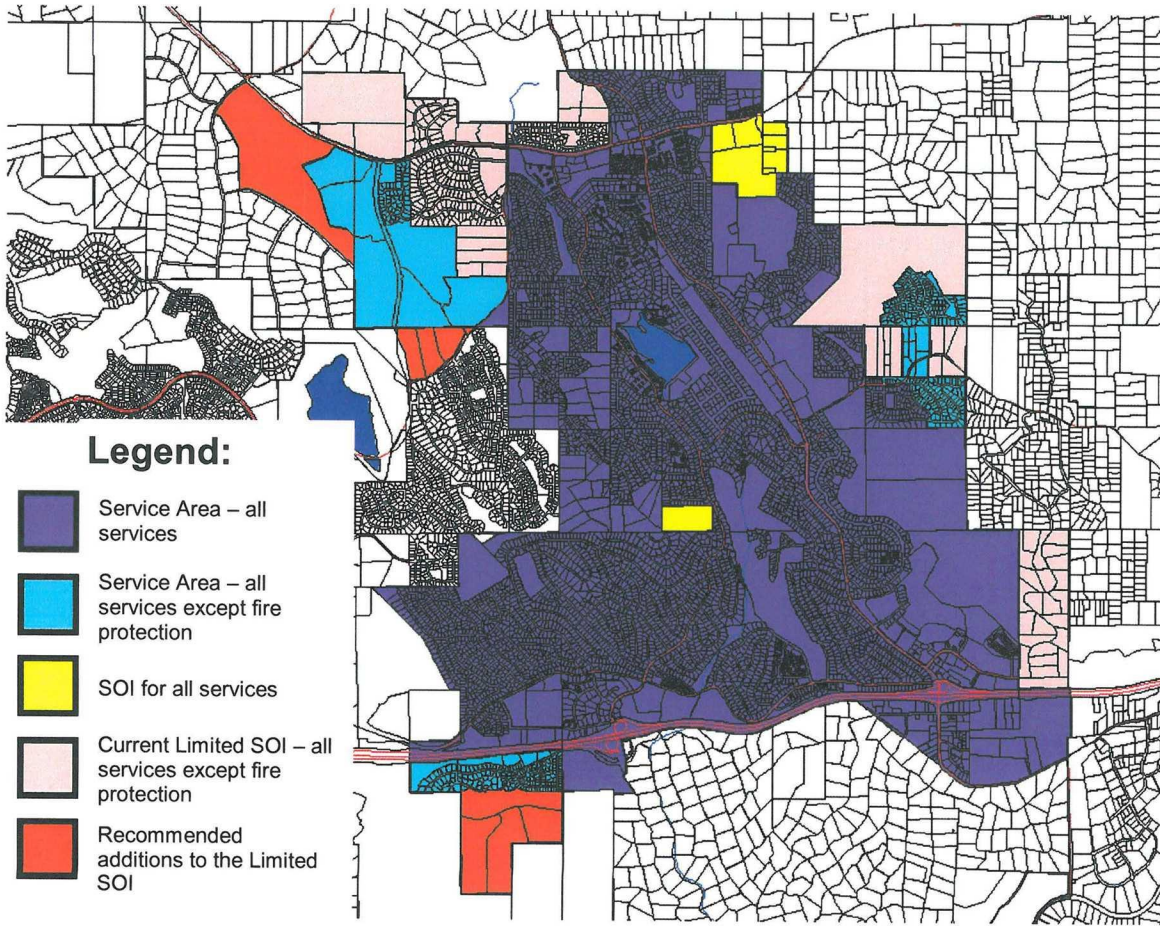 Legend:
Service Area – all
services
Service Area – all
services except fire
protection
SOI for all services
Current Limited SOI – all
services except fire
protection
Recommended
additions to the Limited
SOI